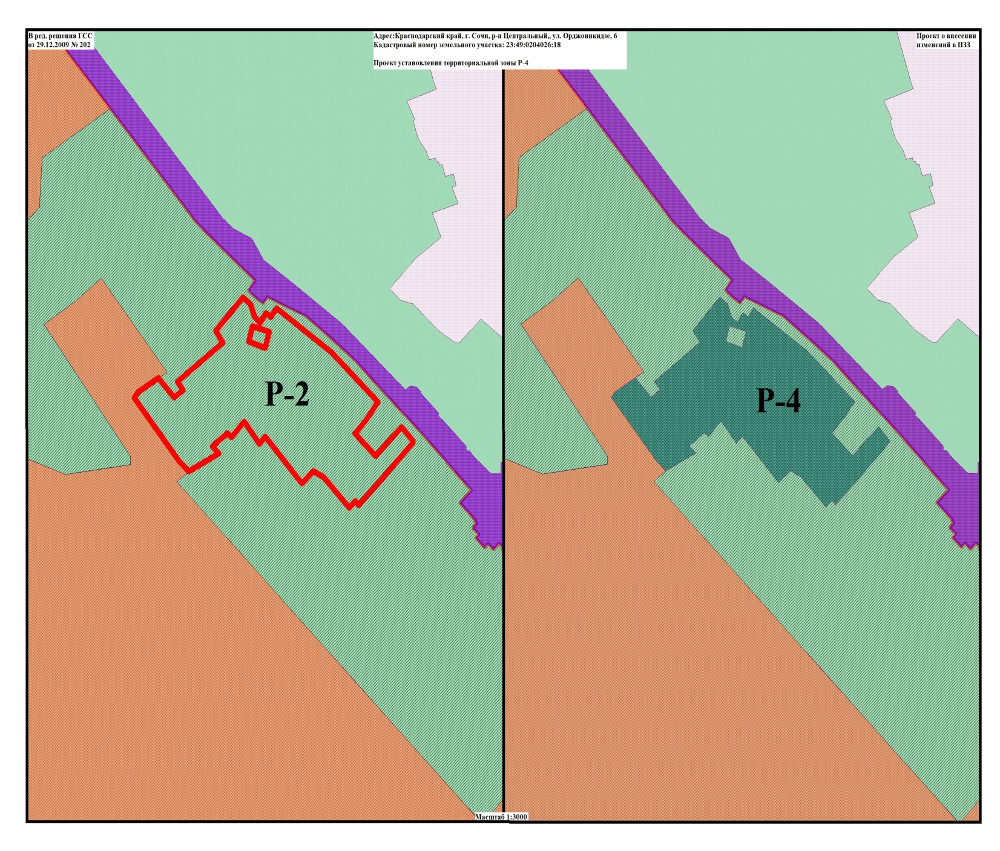 В ред. решения ГСС
от 29.12.2009 № 202
Адрес:Краснодарский край, г. Сочи, р-н Центральный,, ул. Орджоникидзе, 6
Кадастровый номер земельного участка: 23:49:0204026:18
Проект установления территориальной зоны Р-4
Проект о внесении
изменений в ПЗЗ
Р-2
Р-4
Масштаб 1:3000